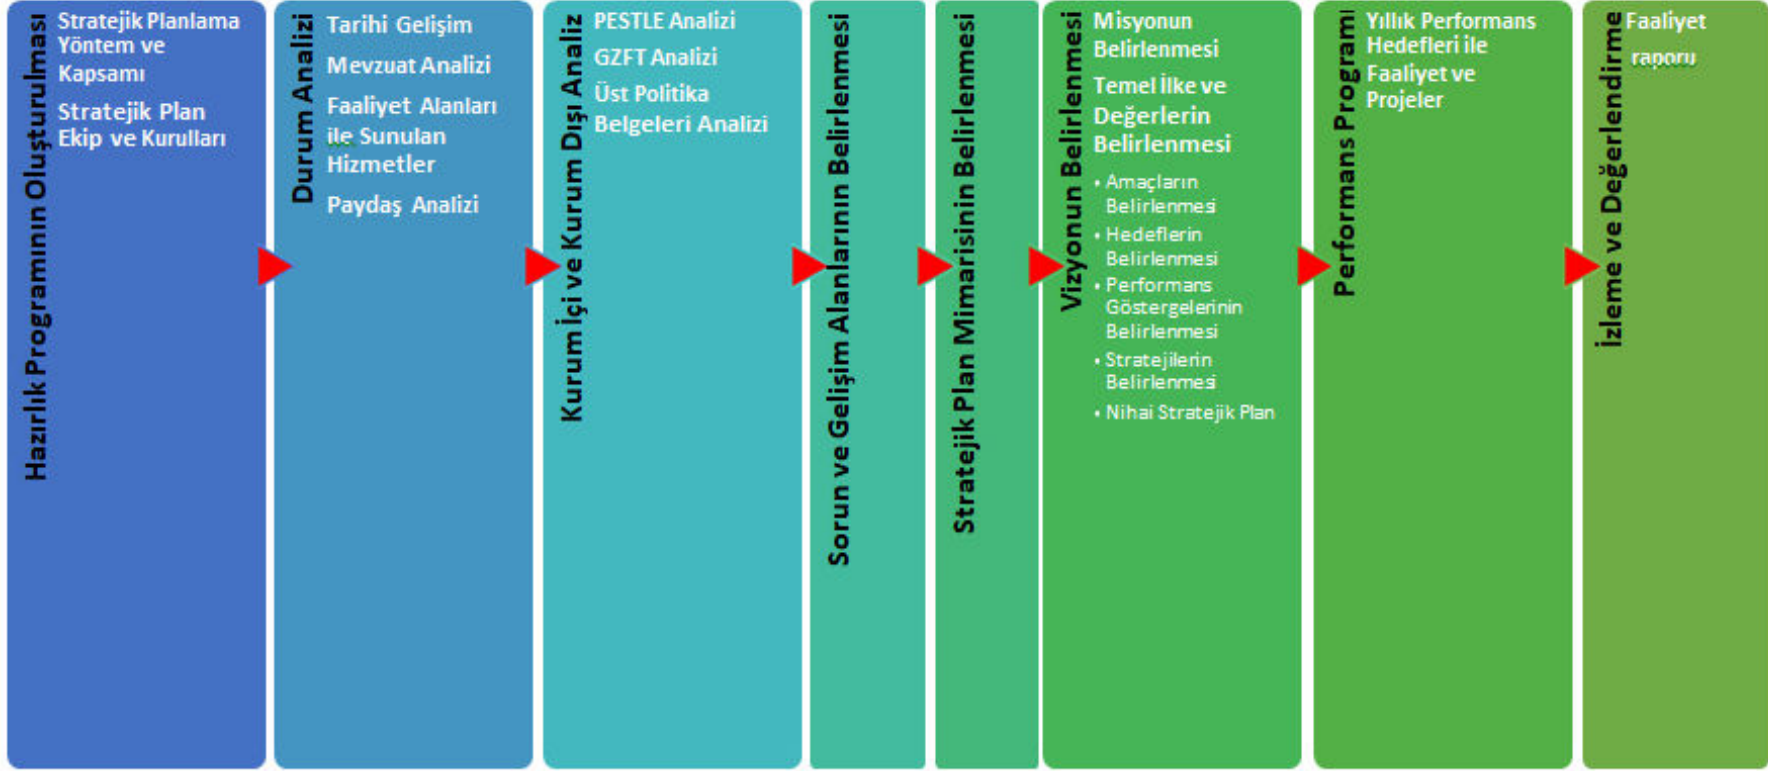 Hazırlık Programının Oluşturulması
Stratejik Planlama
Yöntem ve
Kapsamı
Stratejik Plan
Ekip ve Kurulları
Durum Analizi
Tarihi Gelişim
Mevzuat Analizi
Faaliyet Alanları
ile Sunulan
Hizmetler
Paydaş Analizi
Kurum İçi ve Kurum Dışı Analiz
PESTLE Analizi
GZFT Analizi
Üst Politika
Belgeleri Analizi
Sorun ve Gelişim Alanlarının Belirlenmesi
Stratejik Plan Mimarisinin Belirlenmesi
Vizyonun Belirlenmesi
Misyonun
Belirlenmesi
Temel İlke ve
Değerlerin
Belirlenmesi
• Amaçların
Belirlenmesi
• Hedeflerin
Belirlenmesi
• Performans
Göstergelerinin
Belirlenmesi
• Stratejilerin
Belirlenmesi
• Nihai Stratejik Plan
Performans Programı
Yıllık Performans
Hedefleri ile
Faaliyet ve
Projeler
İzleme ve Değerlendirme
Faaliyet
raporu